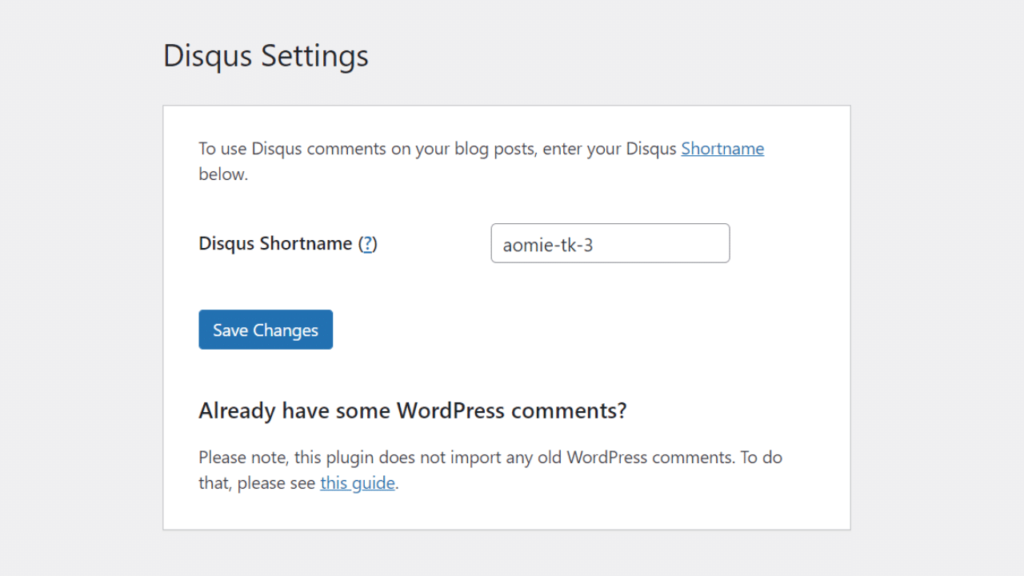 Disqus Settings
To use Disqus comments on your blog posts, enter your Disqus Shortname
below.
Disqus Shortname (?)
aomie-tk-3
Save Changes
Already have some WordPress comments?
Please note, this plugin does not import any old WordPress comments. To do
that, please see this guide.